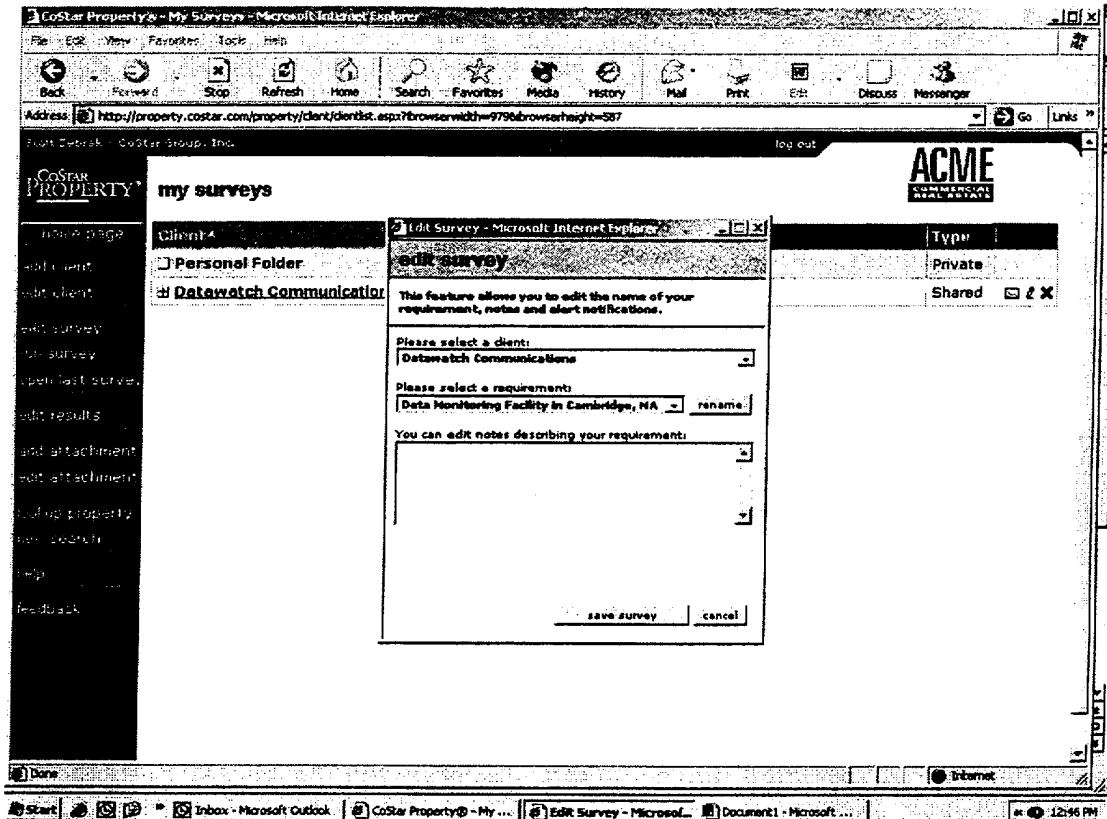 CoStar Property® - My Surveys - Microsoft Internet Explorer
File Edit View Favorites Tools Help
Back Forward Stop Refresh Home Search Favorites Media History Mail Print Edit Discuss Messenger
Address http://property.costar.com/property/client/clientlist.aspx?browserwidth=979&browserheight=587 Go Links »
CoStar Group, Inc. log out
COSTAR PROPERTY®
my surveys
ACME
COMMERCIAL REAL ESTATE
home page
add client
edit client
edit survey
run survey
open last survey
edit results
add attachment
edit attachment
lookup property
new search
help
feedback
Client Type
Personal Folder Private
Datawatch Communication Shared
Edit Survey - Microsoft Internet Explorer
edit survey
This feature allows you to edit the name of your
requirement, notes and alert notifications.
Please select a client:
Datawatch Communications
Please select a requirement:
Data Monitoring Facility in Cambridge, MA rename
You can edit notes describing your requirement:
save survey cancel
Done Internet
Start » Inbox - Microsoft Outlook CoStar Property® - My ... Edit Survey - Microsof... Document1 - Microsoft ... « 12:46 PM